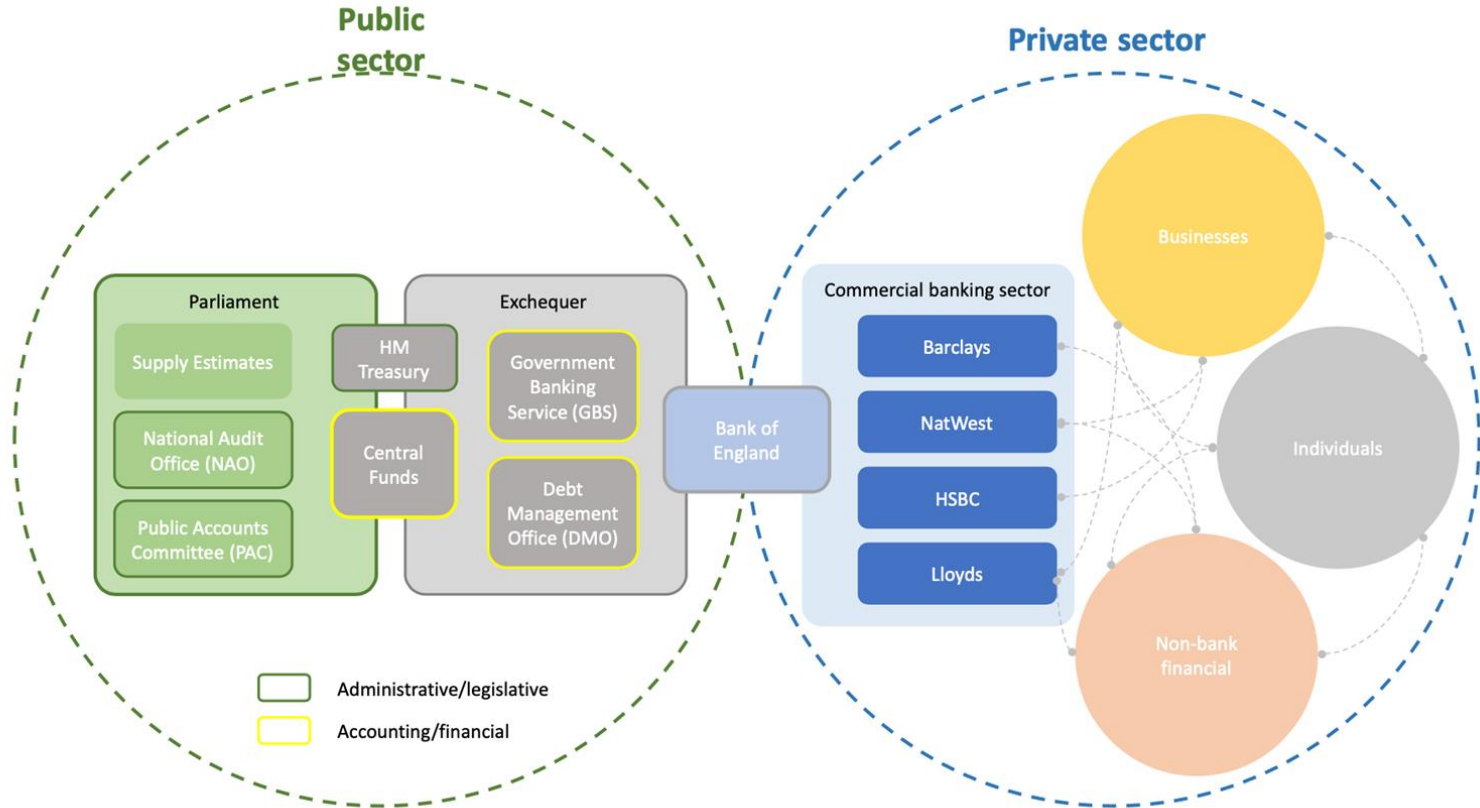 Public
sector
Private sector
Parliament
Supply Estimates
National Audit
Office (NAO)
Public Accounts
Committee (PAC)
HM
Treasury
Central
Funds
Exchequer
Government
Banking
Service (GBS)
Debt
Management
Office (DMO)
Bank of
England
Commercial banking sector
Barclays
NatWest
HSBC
Lloyds
Businesses
Individuals
Non-bank
financial
Administrative/legislative
Accounting/financial